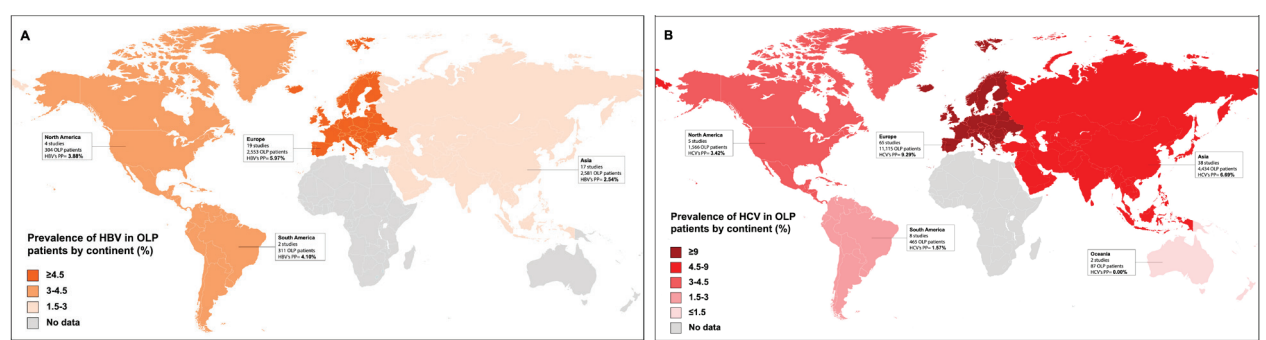 A
North America
4 studies
304 OLP patients
HBV's PP= 3.88%
Europe
19 studies
2,553 OLP patients
HBV's PP= 5.97%
Asia
17 studies
2,581 OLP patients
HBV's PP= 2.54%
South America
2 studies
311 OLP patients
HBV's PP= 4.10%
Prevalence of HBV in OLP
patients by continent (%)
≥4.5
3-4.5
1.5-3
No data
B
North America
5 studies
1,566 OLP patients
HCV's PP= 3.42%
Europe
65 studies
11,115 OLP patients
HCV's PP= 9.29%
Asia
38 studies
4,434 OLP patients
HCV's PP= 6.69%
South America
8 studies
465 OLP patients
HCV's PP= 1.57%
Oceania
2 studies
87 OLP patients
HCV's PP= 0.00%
Prevalence of HCV in OLP
patients by continent (%)
≥9
4.5-9
3-4.5
1.5-3
≤1.5
No data